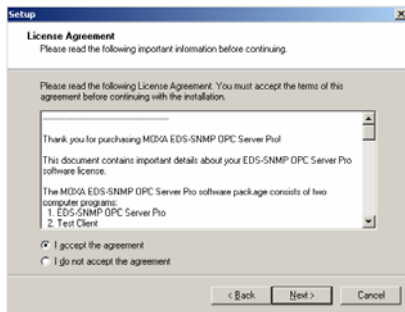 Setup
License Agreement
Please read the following important information before continuing.
Please read the following License Agreement. You must accept the terms of this
agreement before continuing with the installation.
Thank you for purchasing MOXA EDS-SNMP OPC Server Pro!
This document contains important details about your EDS-SNMP OPC Server Pro
software license.
The MOXA EDS-SNMP OPC Server Pro software package consists of two
computer programs:
1. EDS-SNMP OPC Server Pro
2. Test Client
I accept the agreement
I do not accept the agreement
< Back Next > Cancel